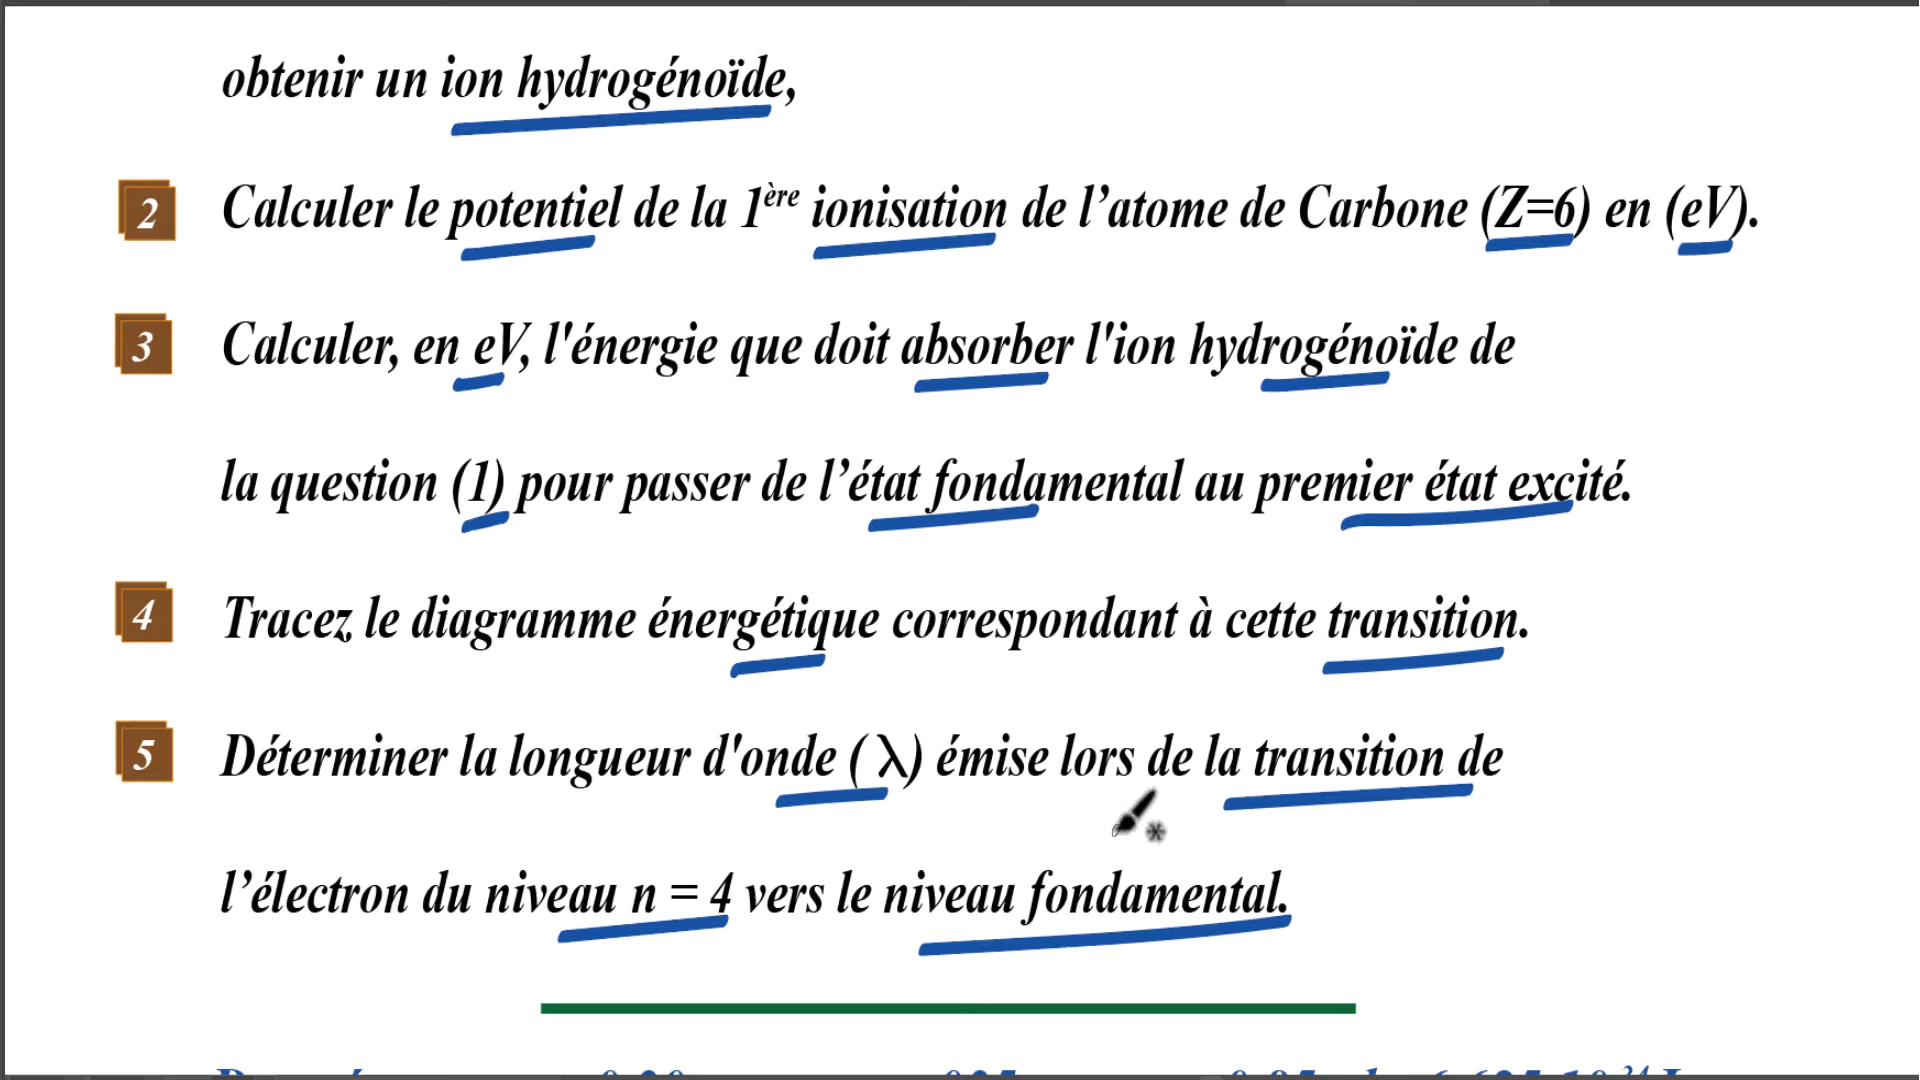 obtenir un ion hydrogénoïde,
2 Calculer le potentiel de la 1ère ionisation de l’atome de Carbone (Z=6) en (eV).
3 Calculer, en eV, l'énergie que doit absorber l'ion hydrogénoïde de
la question (1) pour passer de l’état fondamental au premier état excité.
4 Tracez le diagramme énergétique correspondant à cette transition.
5 Déterminer la longueur d'onde ( λ) émise lors de la transition de
l’électron du niveau n = 4 vers le niveau fondamental.